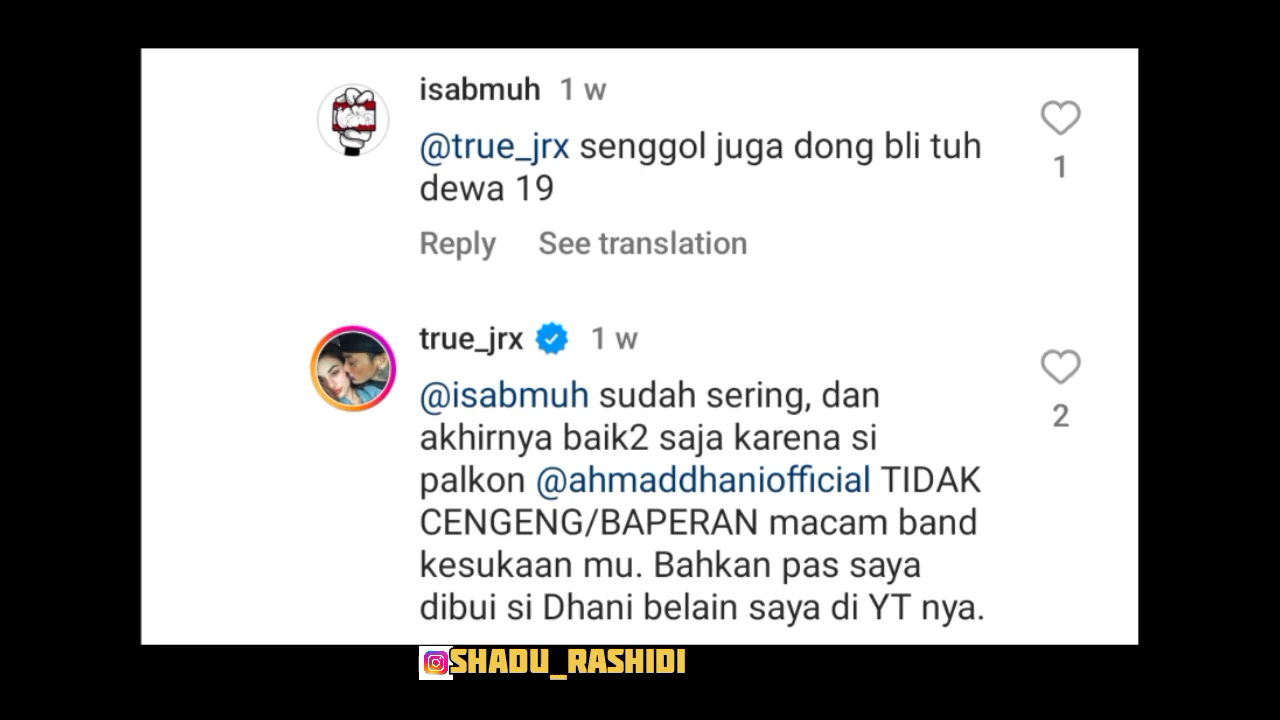 isabmuh 1 w
@true_jrx senggol juga dong bli tuh
dewa 19
1
Reply See translation
true_jrx 1 w
@isabmuh sudah sering, dan
akhirnya baik2 saja karena si
palkon @ahmaddhaniofficial TIDAK
CENGENG/BAPERAN macam band
kesukaan mu. Bahkan pas saya
dibui si Dhani belain saya di YT nya.
2
SHADU_RASHIDI